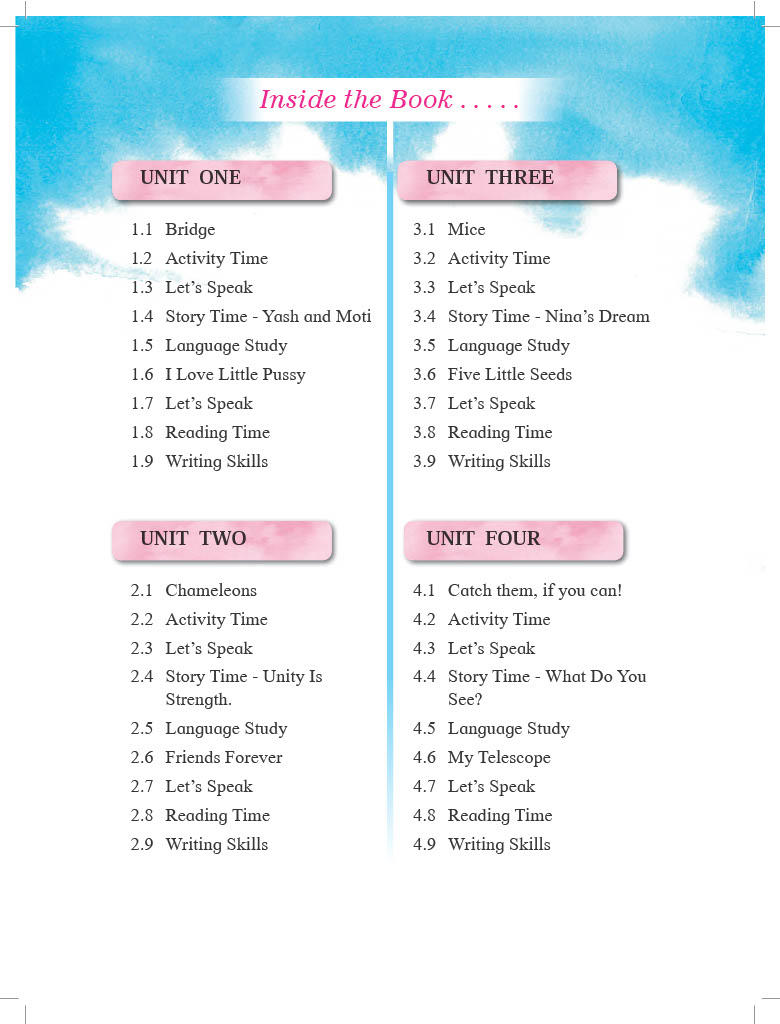 Inside the Book . . . . .
UNIT ONE
1.1 Bridge
1.2 Activity Time
1.3 Let’s Speak
1.4 Story Time - Yash and Moti
1.5 Language Study
1.6 I Love Little Pussy
1.7 Let’s Speak
1.8 Reading Time
1.9 Writing Skills
UNIT TWO
2.1 Chameleons
2.2 Activity Time
2.3 Let’s Speak
2.4 Story Time - Unity Is
Strength.
2.5 Language Study
2.6 Friends Forever
2.7 Let’s Speak
2.8 Reading Time
2.9 Writing Skills
UNIT THREE
3.1 Mice
3.2 Activity Time
3.3 Let’s Speak
3.4 Story Time - Nina’s Dream
3.5 Language Study
3.6 Five Little Seeds
3.7 Let’s Speak
3.8 Reading Time
3.9 Writing Skills
UNIT FOUR
4.1 Catch them, if you can!
4.2 Activity Time
4.3 Let’s Speak
4.4 Story Time - What Do You
See?
4.5 Language Study
4.6 My Telescope
4.7 Let’s Speak
4.8 Reading Time
4.9 Writing Skills